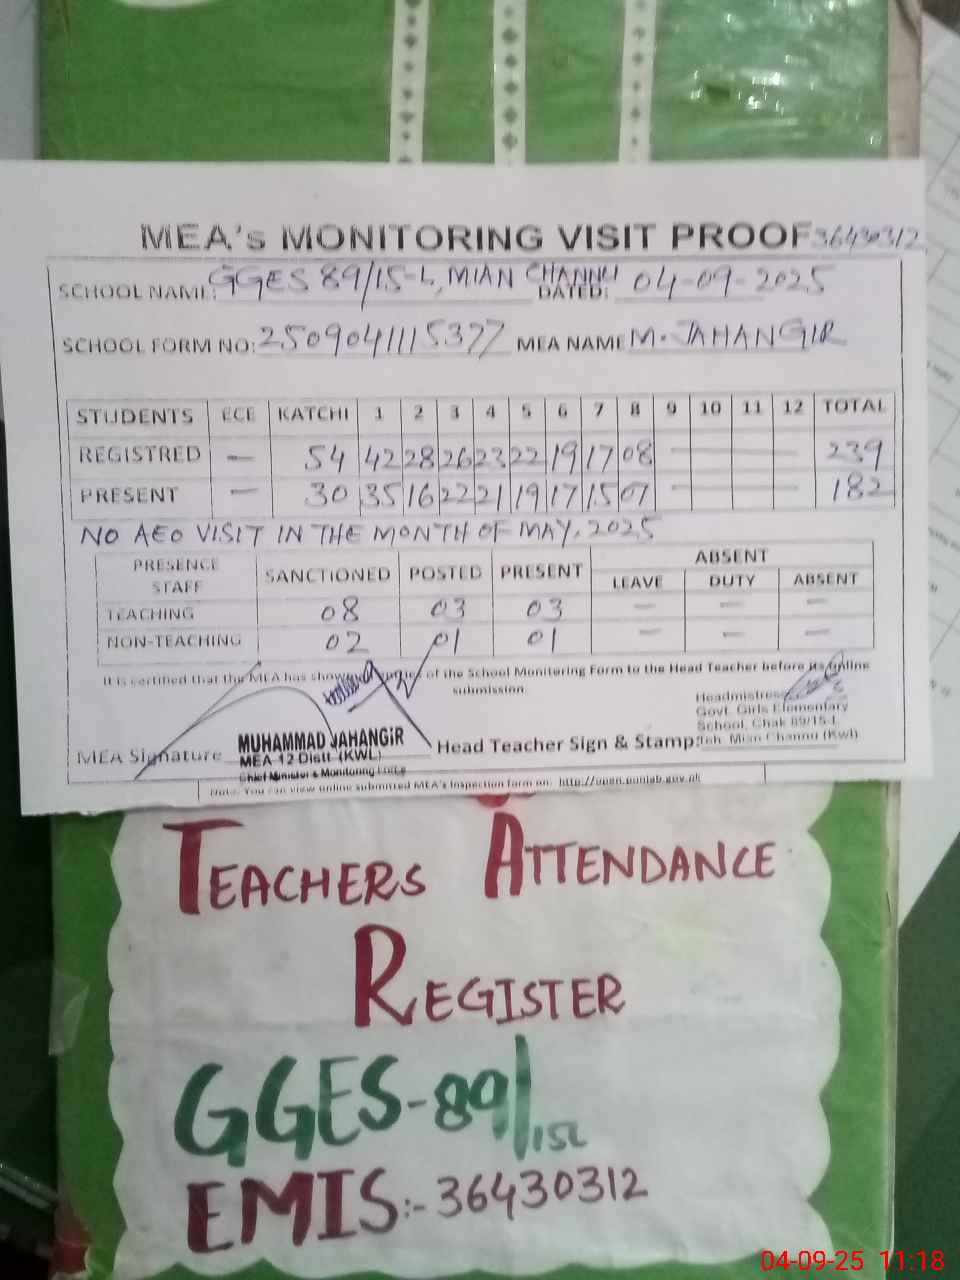 MEA's MONITORING VISIT PROOF 36430312
SCHOOL NAME: GGES 89/15-L, MIAN CHANNU DATED: 04-09-2025
SCHOOL FORM NO: 2509041115377 MEA NAME M. JAHANGIR
STUDENTS ECE KATCHI 1 2 3 4 5 6 7 8 9 10 11 12 TOTAL
REGISTRED — 54 42 28 26 23 22 19 17 08 — 239
PRESENT — 30 35 16 22 21 19 17 15 07 — 182
NO AEO VISIT IN THE MONTH OF MAY, 2025
PRESENCE STAFF SANCTIONED POSTED PRESENT ABSENT
LEAVE DUTY ABSENT
TEACHING 08 03 03 — — —
NON-TEACHING 02 01 01 — — —
It is certified that the MEA has shown of the School Monitoring Form to the Head Teacher before its online
submission.
Headmistress
Govt. Girls Elementary
School, Chak 89/15-L
Teh. Mian Channu (Kwl)
MEA Signature MUHAMMAD JAHANGIR Head Teacher Sign & Stamp:
MEA-12 Distt (KWL)
Chief Minister's Monitoring Force
Note: You can view online submitted MEA's inspection form on: http://open.punjab.gov.pk
TEACHERS ATTENDANCE
REGISTER
GGES-89/15L
EMIS:-36430312
04-09-25 11:18